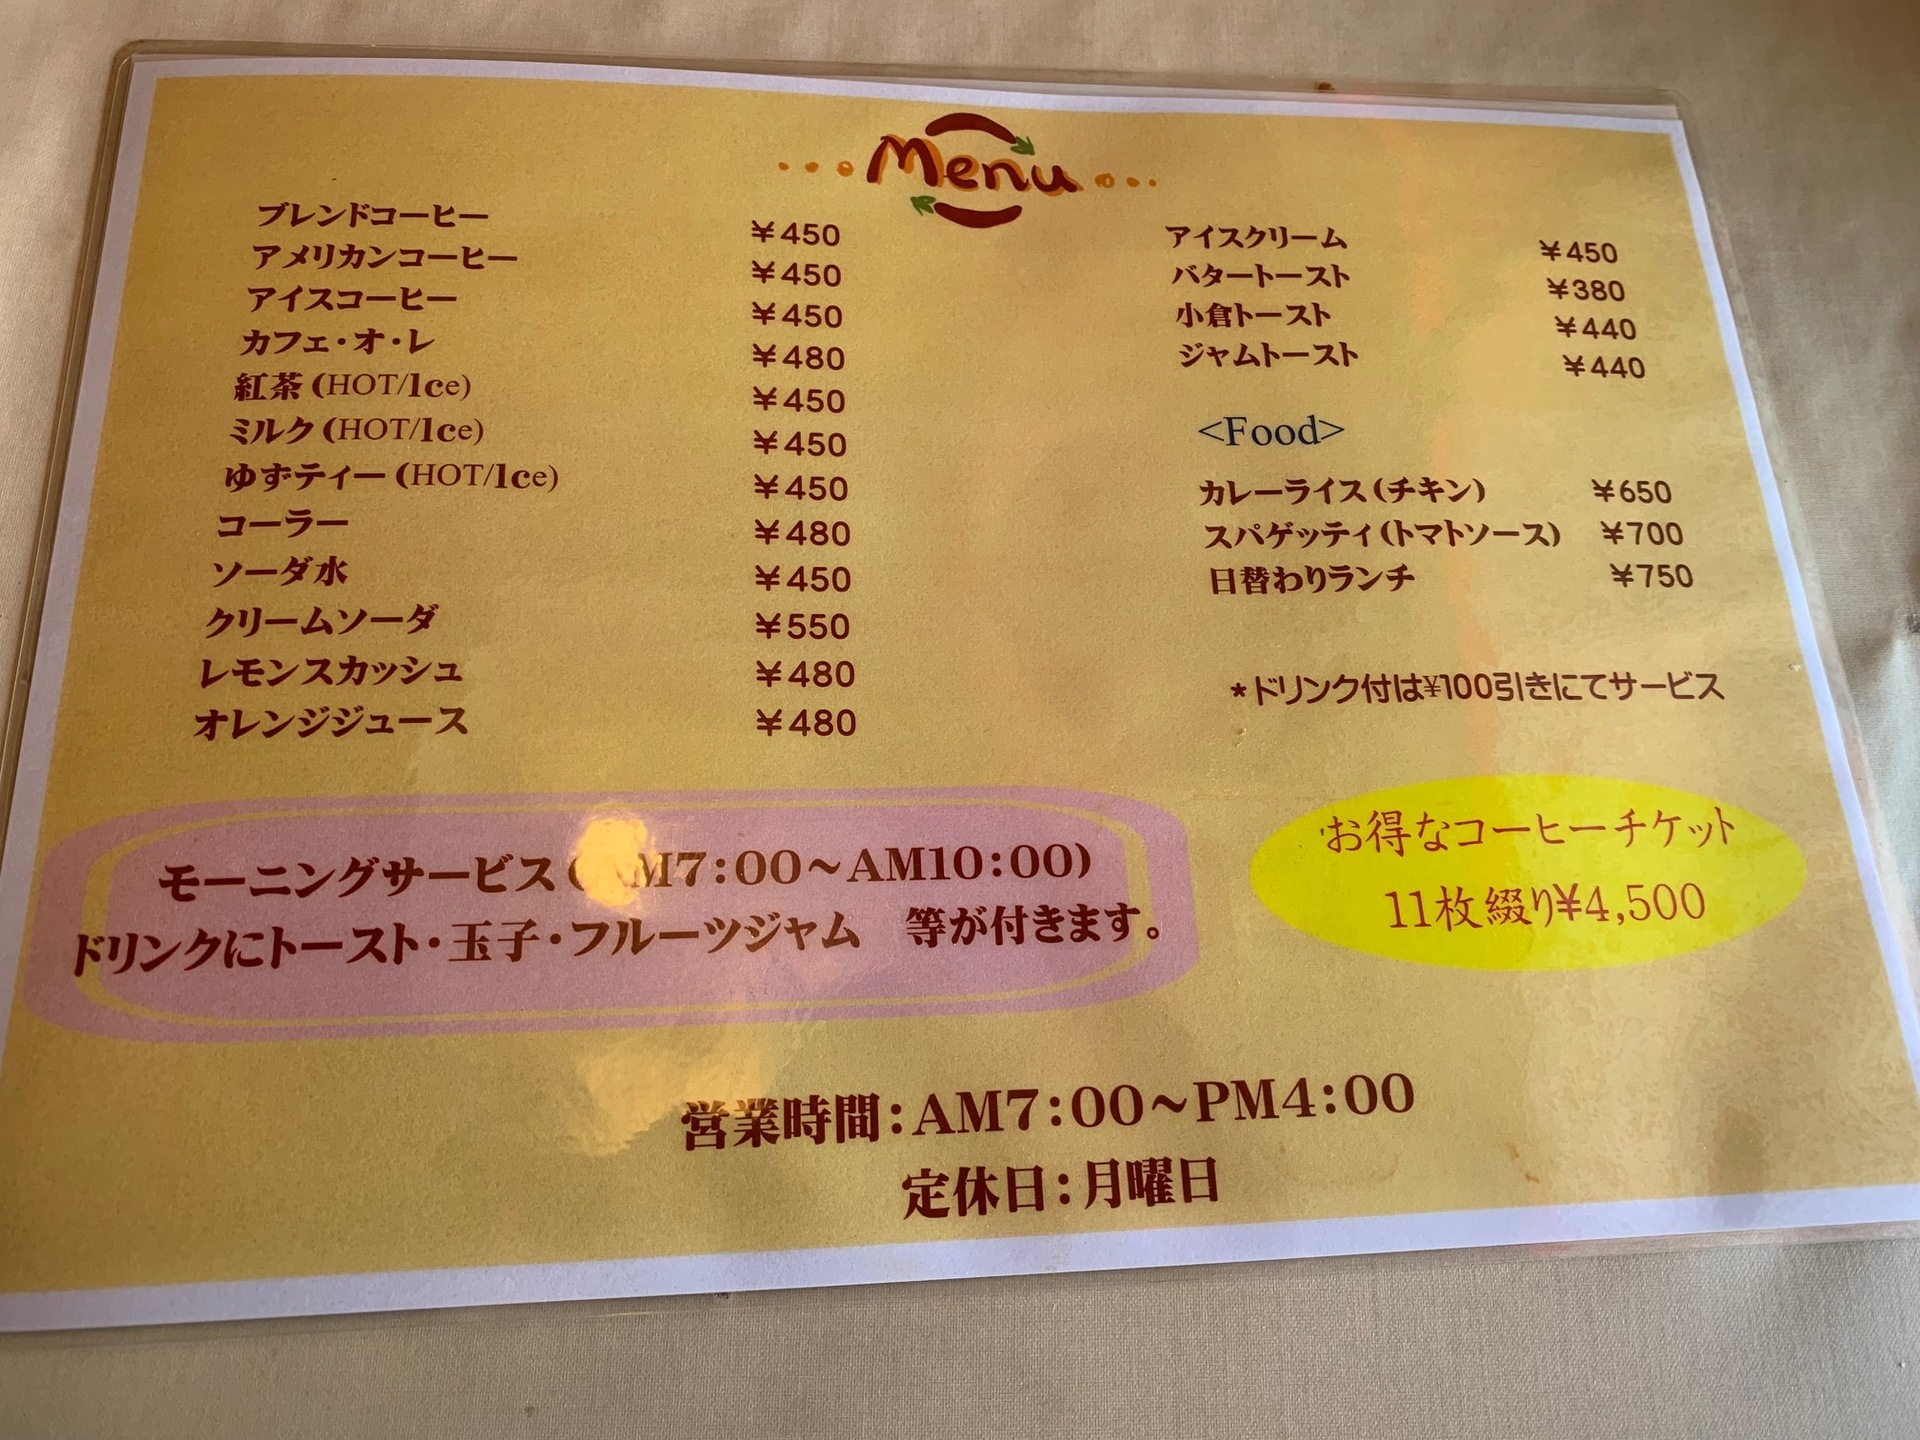 Menu
ブレンドコーヒー ¥450
アメリカンコーヒー ¥450
アイスコーヒー ¥450
カフェ・オ・レ ¥480
紅茶(HOT/Ice) ¥450
ミルク(HOT/Ice) ¥450
ゆずティー(HOT/Ice) ¥450
コーラー ¥480
ソーダ水 ¥450
クリームソーダ ¥550
レモンスカッシュ ¥480
オレンジジュース ¥480
アイスクリーム ¥450
バタートースト ¥380
小倉トースト ¥440
ジャムトースト ¥440
<Food>
カレーライス(チキン) ¥650
スパゲッティ(トマトソース) ¥700
日替わりランチ ¥750
*ドリンク付は¥100引きにてサービス
モーニングサービス(AM7:00〜AM10:00)
ドリンクにトースト・玉子・フルーツジャム 等が付きます。
お得なコーヒーチケット
11枚綴り¥4,500
営業時間:AM7:00〜PM4:00
定休日:月曜日